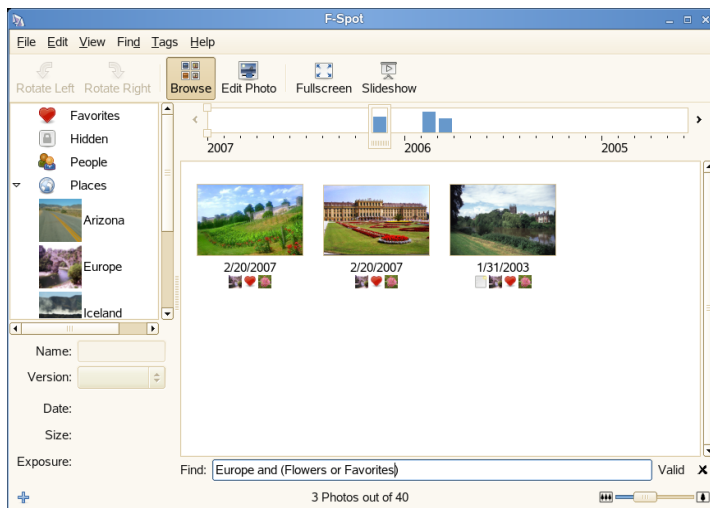 F-Spot
File Edit View Find Tags Help
Rotate Left Rotate Right Browse Edit Photo Fullscreen Slideshow
Favorites
Hidden
People
Places
Arizona
Europe
Iceland
2007 2006 2005
2/20/2007 2/20/2007 1/31/2003
Name:
Version:
Date:
Size:
Exposure:
Find: Europe and (Flowers or Favorites) Valid
3 Photos out of 40